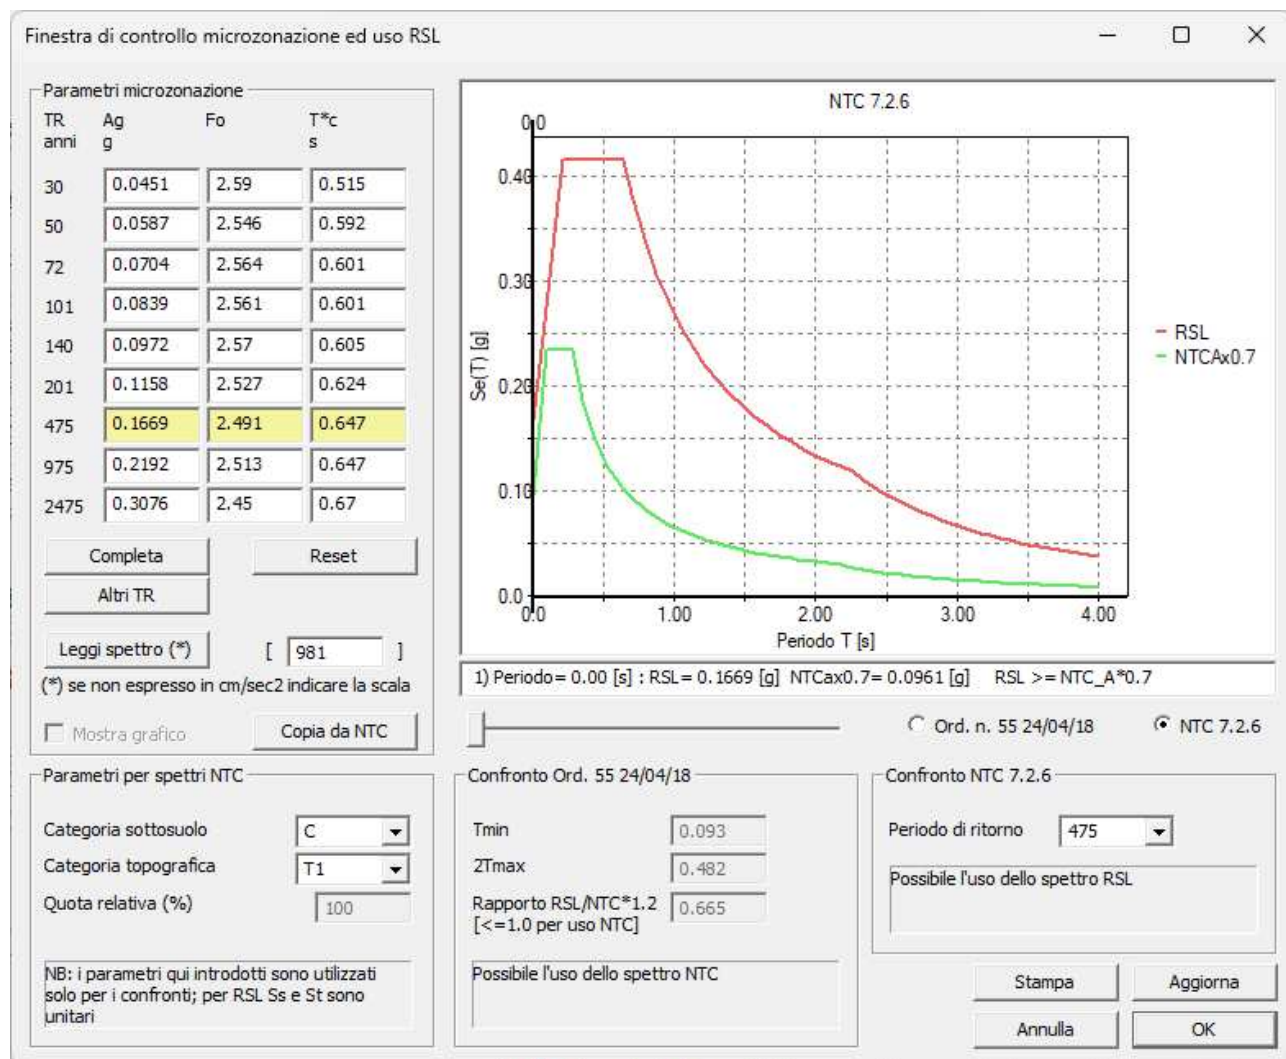 Finestra di controllo microzonazione ed uso RSL
Parametri microzonazione
TR Ag Fo T*c
anni g s
30 0.0451 2.59 0.515
50 0.0587 2.546 0.592
72 0.0704 2.564 0.601
101 0.0839 2.561 0.601
140 0.0972 2.57 0.605
201 0.1158 2.527 0.624
475 0.1669 2.491 0.647
975 0.2192 2.513 0.647
2475 0.3076 2.45 0.67
Completa Reset
Altri TR
Leggi spettro (*) [ 981 ]
(*) se non espresso in cm/sec2 indicare la scala
Mostra grafico Copia da NTC
NTC 7.2.6
0.0
0.40
0.30
0.20
0.10
0.0
Se(T) [g]
0.0 1.00 2.00 3.00 4.00
Periodo T [s]
RSL
NTCAx0.7
1) Periodo= 0.00 [s] : RSL= 0.1669 [g] NTCax0.7= 0.0961 [g] RSL >= NTC_A*0.7
Ord. n. 55 24/04/18 NTC 7.2.6
Parametri per spettri NTC
Categoria sottosuolo C
Categoria topografica T1
Quota relativa (%) 100
NB: i parametri qui introdotti sono utilizzati
solo per i confronti; per RSL Ss e St sono
unitari
Confronto Ord. 55 24/04/18
Tmin 0.093
2Tmax 0.482
Rapporto RSL/NTC*1.2 0.665
[<=1.0 per uso NTC]
Possibile l'uso dello spettro NTC
Confronto NTC 7.2.6
Periodo di ritorno 475
Possibile l'uso dello spettro RSL
Stampa Aggiorna
Annulla OK